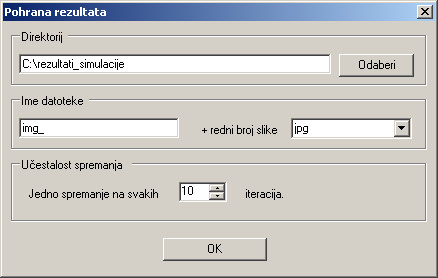 Pohrana rezultata
Direktorij
C:\rezultati_simulacije
Odaberi
Ime datoteke
img_ + redni broj slike jpg
Učestalost spremanja
Jedno spremanje na svakih 10 iteracija.
OK